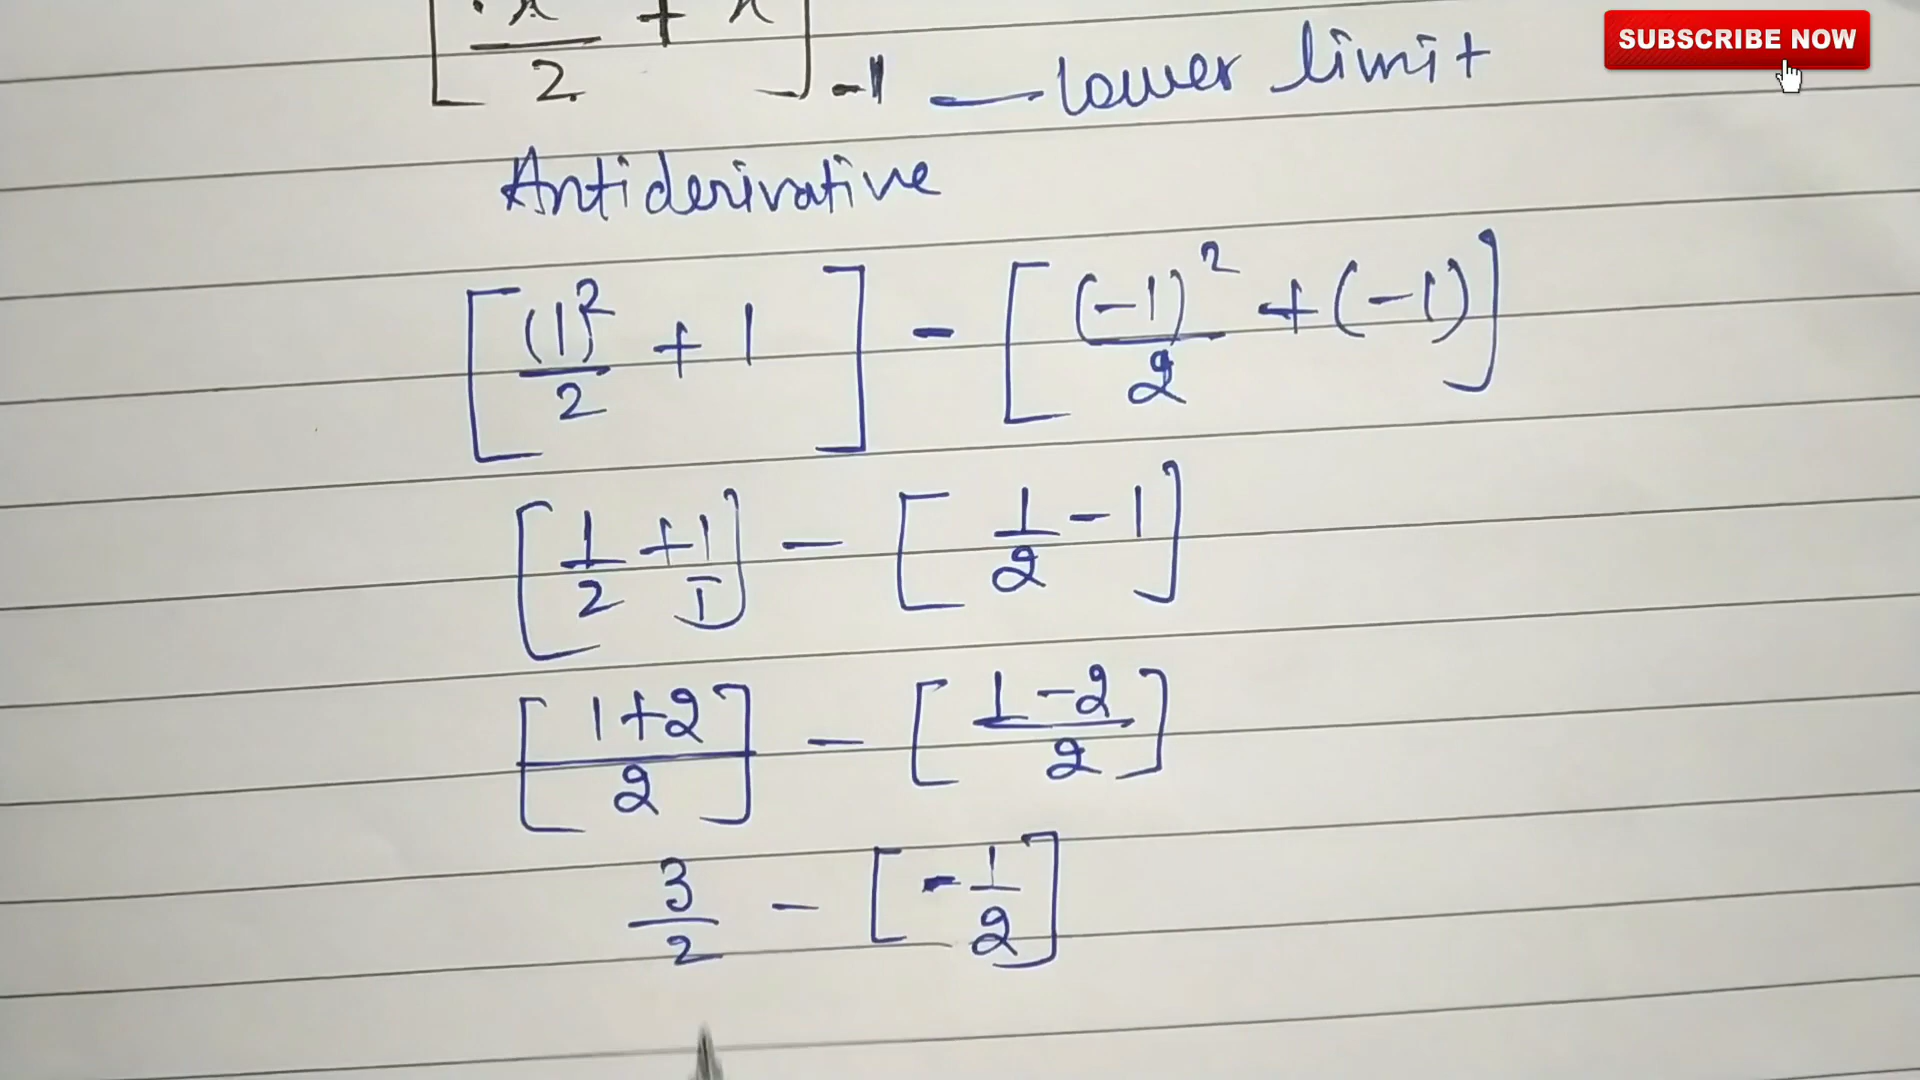 SUBSCRIBE NOW
[x/2 + x]-1 — lower limit
Antiderivative
[(1)²/2 + 1] - [(-1)²/2 + (-1)]
[1/2 + 1/1] - [1/2 - 1]
[1+2/2] - [1-2/2]
3/2 - [-1/2]